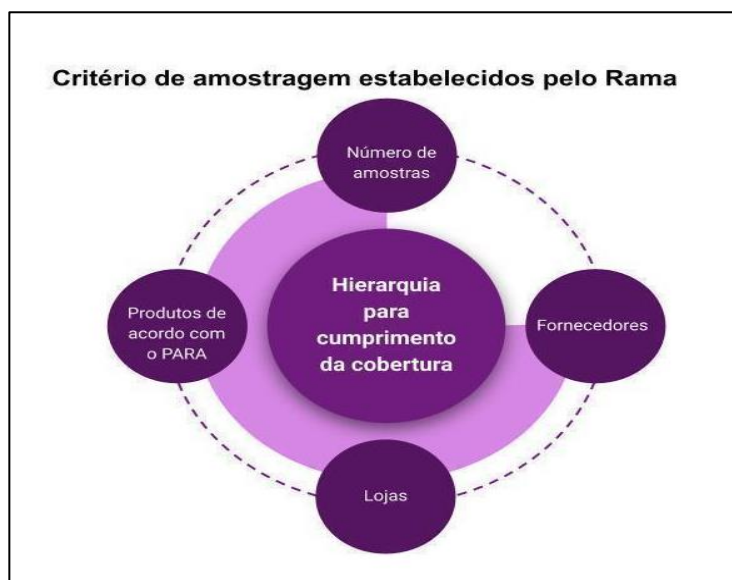 Critério de amostragem estabelecidos pelo Rama
Número de
amostras
Hierarquia
para
cumprimento
da cobertura
Produtos de
acordo com
o PARA
Fornecedores
Lojas